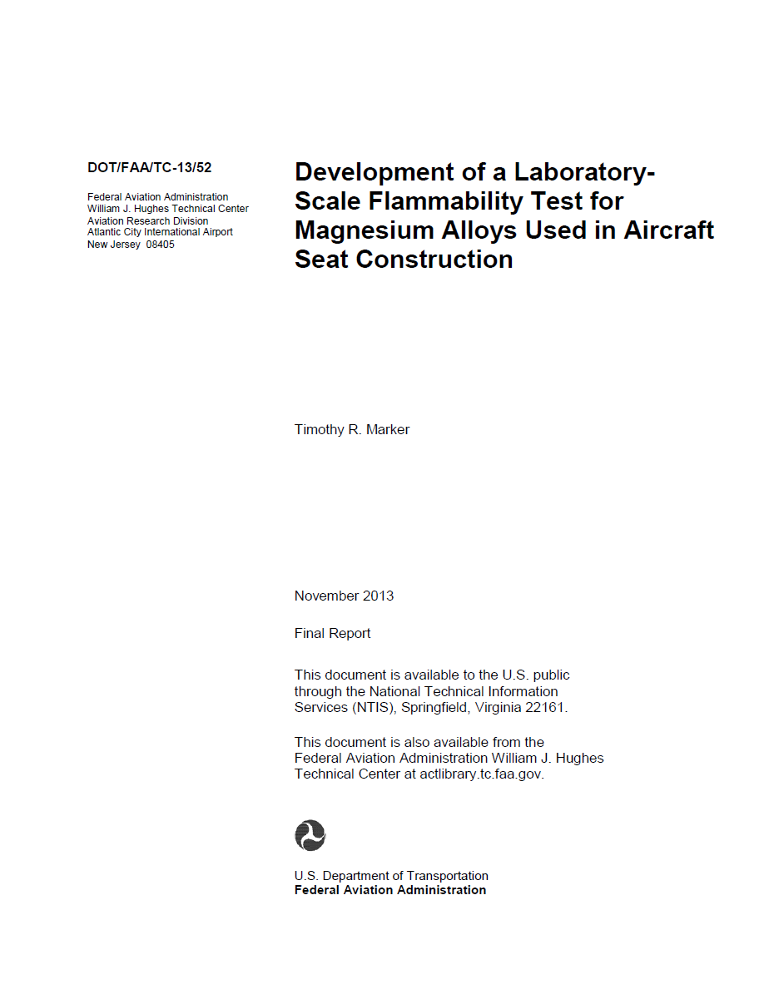 DOT/FAA/TC-13/52
Federal Aviation Administration
William J. Hughes Technical Center
Aviation Research Division
Atlantic City International Airport
New Jersey 08405
Development of a Laboratory-
Scale Flammability Test for
Magnesium Alloys Used in Aircraft
Seat Construction
Timothy R. Marker
November 2013
Final Report
This document is available to the U.S. public
through the National Technical Information
Services (NTIS), Springfield, Virginia 22161.
This document is also available from the
Federal Aviation Administration William J. Hughes
Technical Center at actlibrary.tc.faa.gov.
U.S. Department of Transportation
Federal Aviation Administration